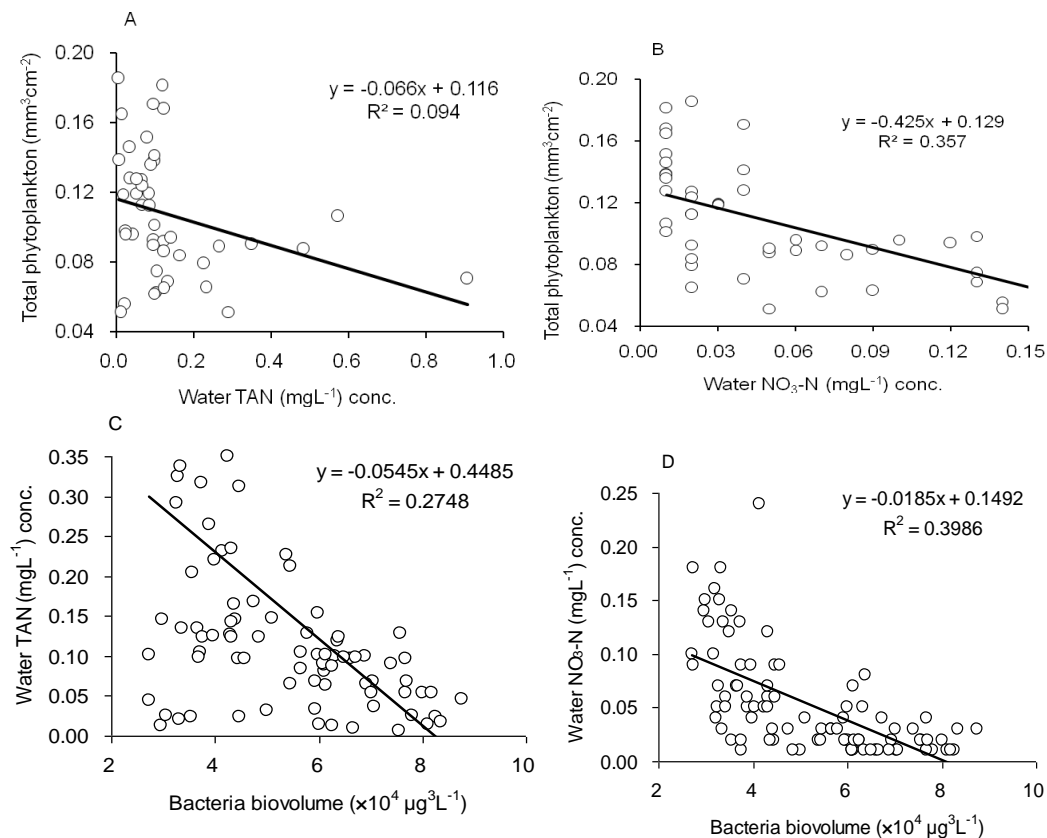 A
0.20
0.16
0.12
0.08
0.04
0.0
0.2
0.4
0.6
0.8
1.0
Total phytoplankton (mm³cm⁻²)
y = -0.066x + 0.116
R² = 0.094
Water TAN (mgL⁻¹) conc.
B
0.20
0.16
0.12
0.08
0.04
0.00
0.03
0.06
0.09
0.12
0.15
Total phytoplankton (mm³cm⁻²)
y = -0.425x + 0.129
R² = 0.357
Water NO₃-N (mgL⁻¹) conc.
C
0.35
0.30
0.25
0.20
0.15
0.10
0.05
0.00
2
4
6
8
10
Water TAN (mgL⁻¹) conc.
y = -0.0545x + 0.4485
R² = 0.2748
Bacteria biovolume (×10⁴ µg³L⁻¹)
D
0.25
0.20
0.15
0.10
0.05
0.00
2
4
6
8
10
Water NO₃-N (mgL⁻¹) conc.
y = -0.0185x + 0.1492
R² = 0.3986
Bacteria biovolume (×10⁴ µg³L⁻¹)